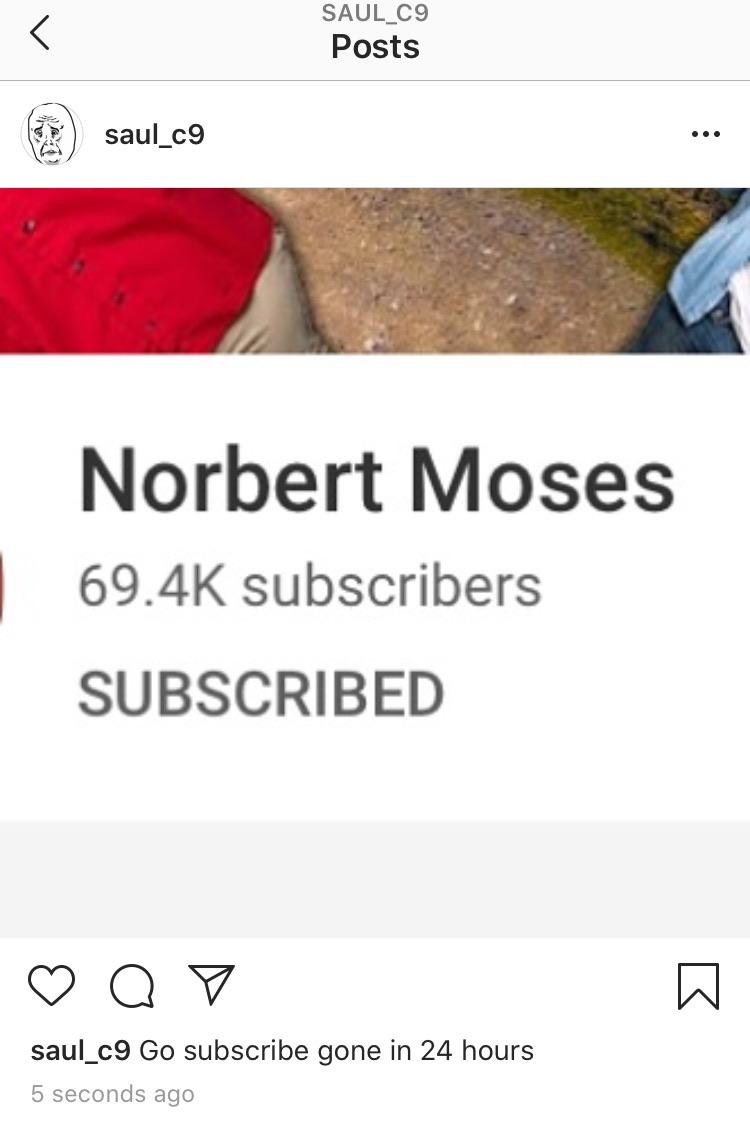 SAUL_C9
Posts
saul_c9
Norbert Moses
69.4K subscribers
SUBSCRIBED
saul_c9 Go subscribe gone in 24 hours
5 seconds ago